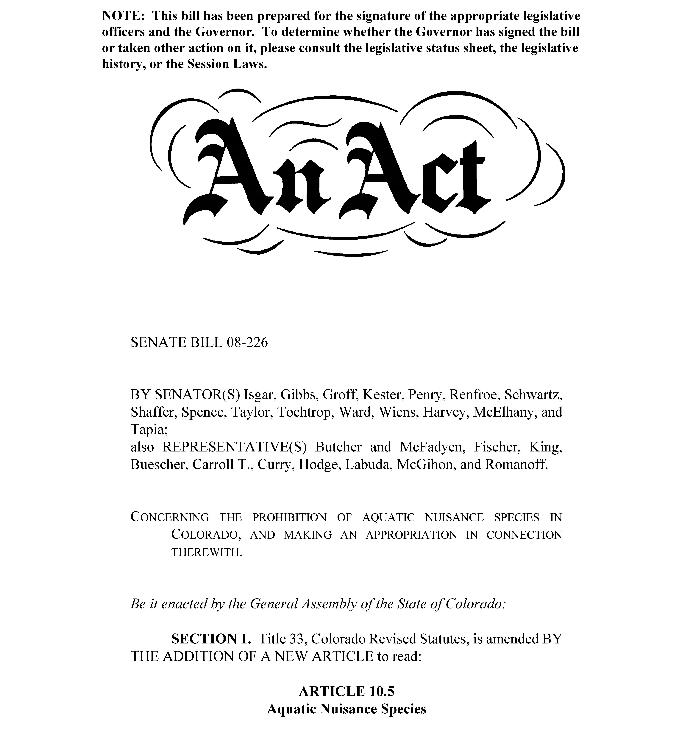 NOTE: This bill has been prepared for the signature of the appropriate legislative
officers and the Governor. To determine whether the Governor has signed the bill
or taken other action on it, please consult the legislative status sheet, the legislative
history, or the Session Laws.
An Act
SENATE BILL 08-226
BY SENATOR(S) Isgar, Gibbs, Groff, Kester, Penry, Renfroe, Schwartz,
Shaffer, Spence, Taylor, Tochtrop, Ward, Wiens, Harvey, McElhany, and
Tapia;
also REPRESENTATIVE(S) Butcher and McFadyen, Fischer, King,
Buescher, Carroll T., Curry, Hodge, Labuda, McGihon, and Romanoff.
CONCERNING THE PROHIBITION OF AQUATIC NUISANCE SPECIES IN
COLORADO, AND MAKING AN APPROPRIATION IN CONNECTION
THEREWITH.
Be it enacted by the General Assembly of the State of Colorado:
SECTION 1. Title 33, Colorado Revised Statutes, is amended BY
THE ADDITION OF A NEW ARTICLE to read:
ARTICLE 10.5
Aquatic Nuisance Species